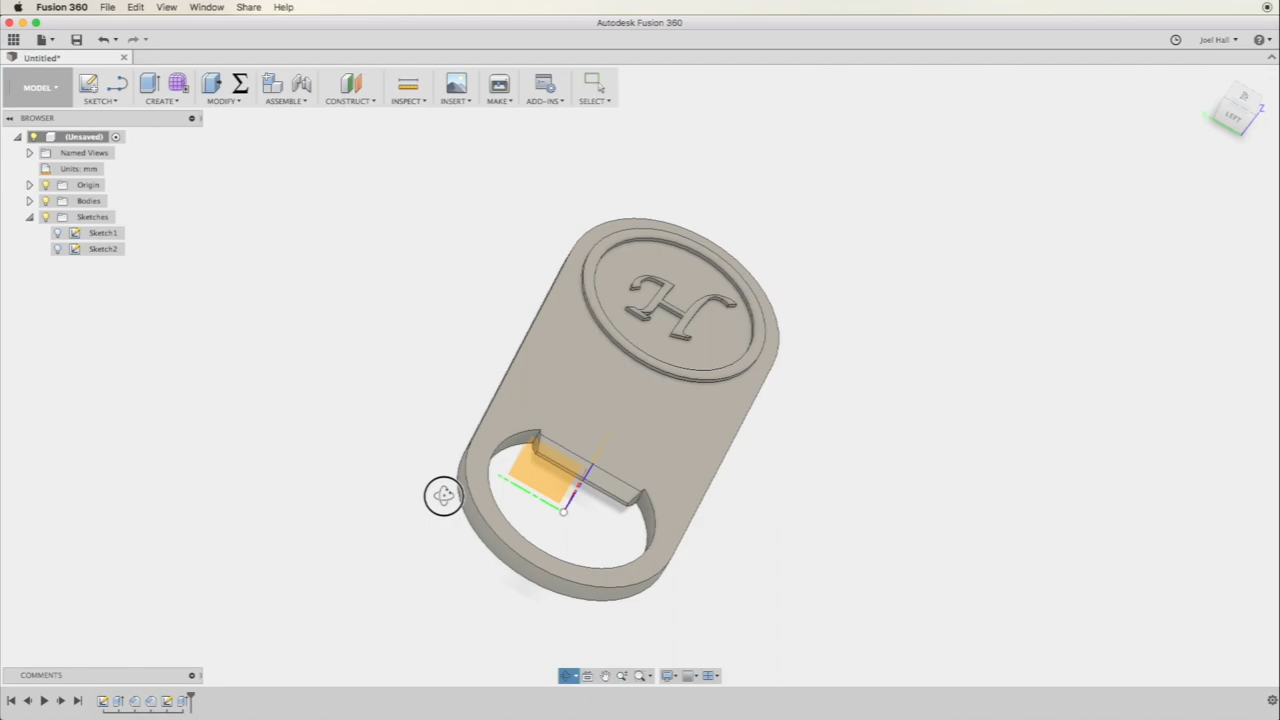 Fusion 360 File Edit View Window Share Help
Autodesk Fusion 360
Joel Hall
Untitled*
MODEL SKETCH CREATE MODIFY ASSEMBLE CONSTRUCT INSPECT INSERT MAKE ADD-INS SELECT
LEFT
Z
BROWSER
(Unsaved)
Named Views
Units: mm
Origin
Bodies
Sketches
Sketch1
Sketch2
H
COMMENTS